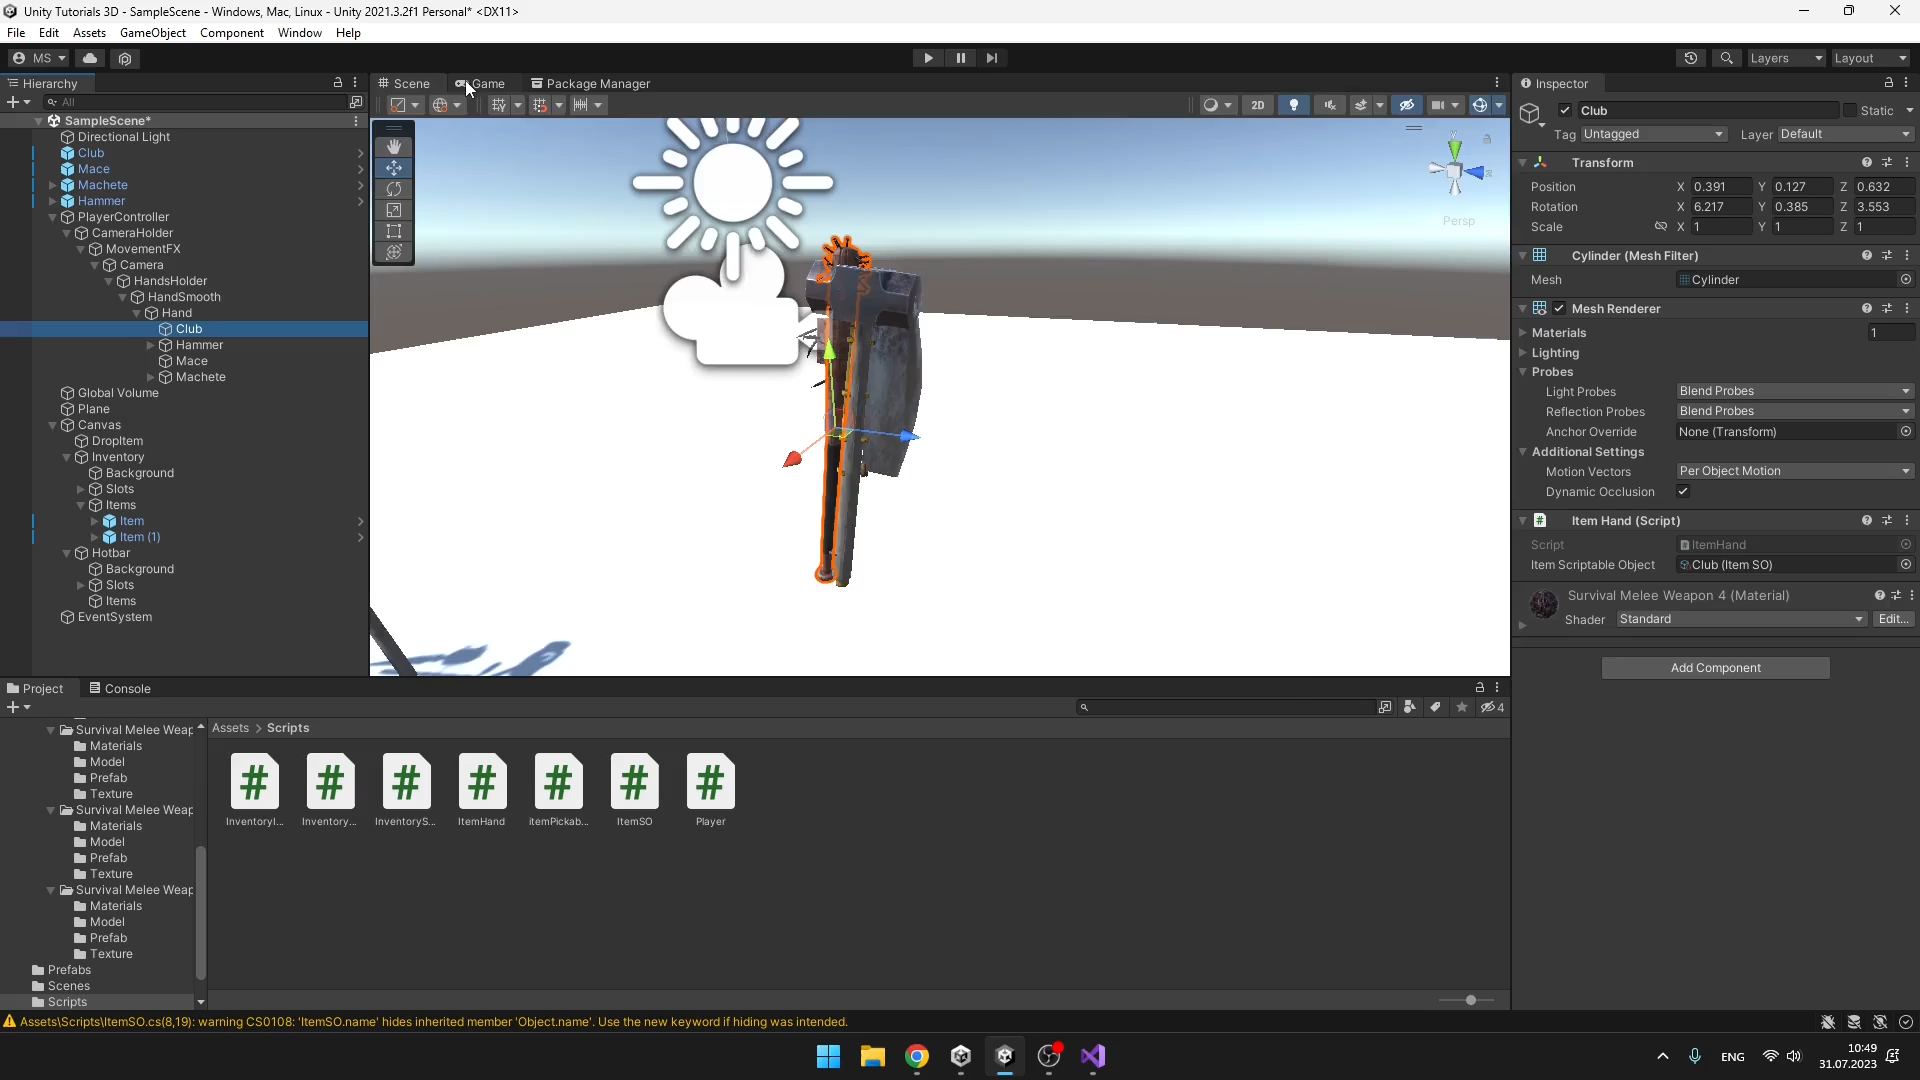 Unity Tutorials 3D - SampleScene - Windows, Mac, Linux - Unity 2021.3.2f1 Personal* <DX11>
File Edit Assets GameObject Component Window Help
MS Layers Layout
Hierarchy
All
SampleScene*
Directional Light
Club
Mace
Machete
Hammer
PlayerController
CameraHolder
MovementFX
Camera
HandsHolder
HandSmooth
Hand
Club
Hammer
Mace
Machete
Global Volume
Plane
Canvas
DropItem
Inventory
Background
Slots
Items
Item
Item (1)
Hotbar
Background
Slots
Items
EventSystem
Scene Game Package Manager
2D
y
Persp
Inspector
Club Static
Tag Untagged Layer Default
Transform
Position X 0.391 Y 0.127 Z 0.632
Rotation X 6.217 Y 0.385 Z 3.553
Scale X 1 Y 1 Z 1
Cylinder (Mesh Filter)
Mesh Cylinder
Mesh Renderer
Materials 1
Lighting
Probes
Light Probes Blend Probes
Reflection Probes Blend Probes
Anchor Override None (Transform)
Additional Settings
Motion Vectors Per Object Motion
Dynamic Occlusion
Item Hand (Script)
Script ItemHand
Item Scriptable Object Club (Item SO)
Survival Melee Weapon 4 (Material)
Shader Standard Edit...
Add Component
Project Console
4
Survival Melee Weap
Materials
Model
Prefab
Texture
Survival Melee Weap
Materials
Model
Prefab
Texture
Survival Melee Weap
Materials
Model
Prefab
Texture
Prefabs
Scenes
Scripts
Assets > Scripts
InventoryI... Inventory... InventoryS... ItemHand itemPickab... ItemSO Player
Assets\Scripts\ItemSO.cs(8,19): warning CS0108: 'ItemSO.name' hides inherited member 'Object.name'. Use the new keyword if hiding was intended.
ENG
10:49
31.07.2023